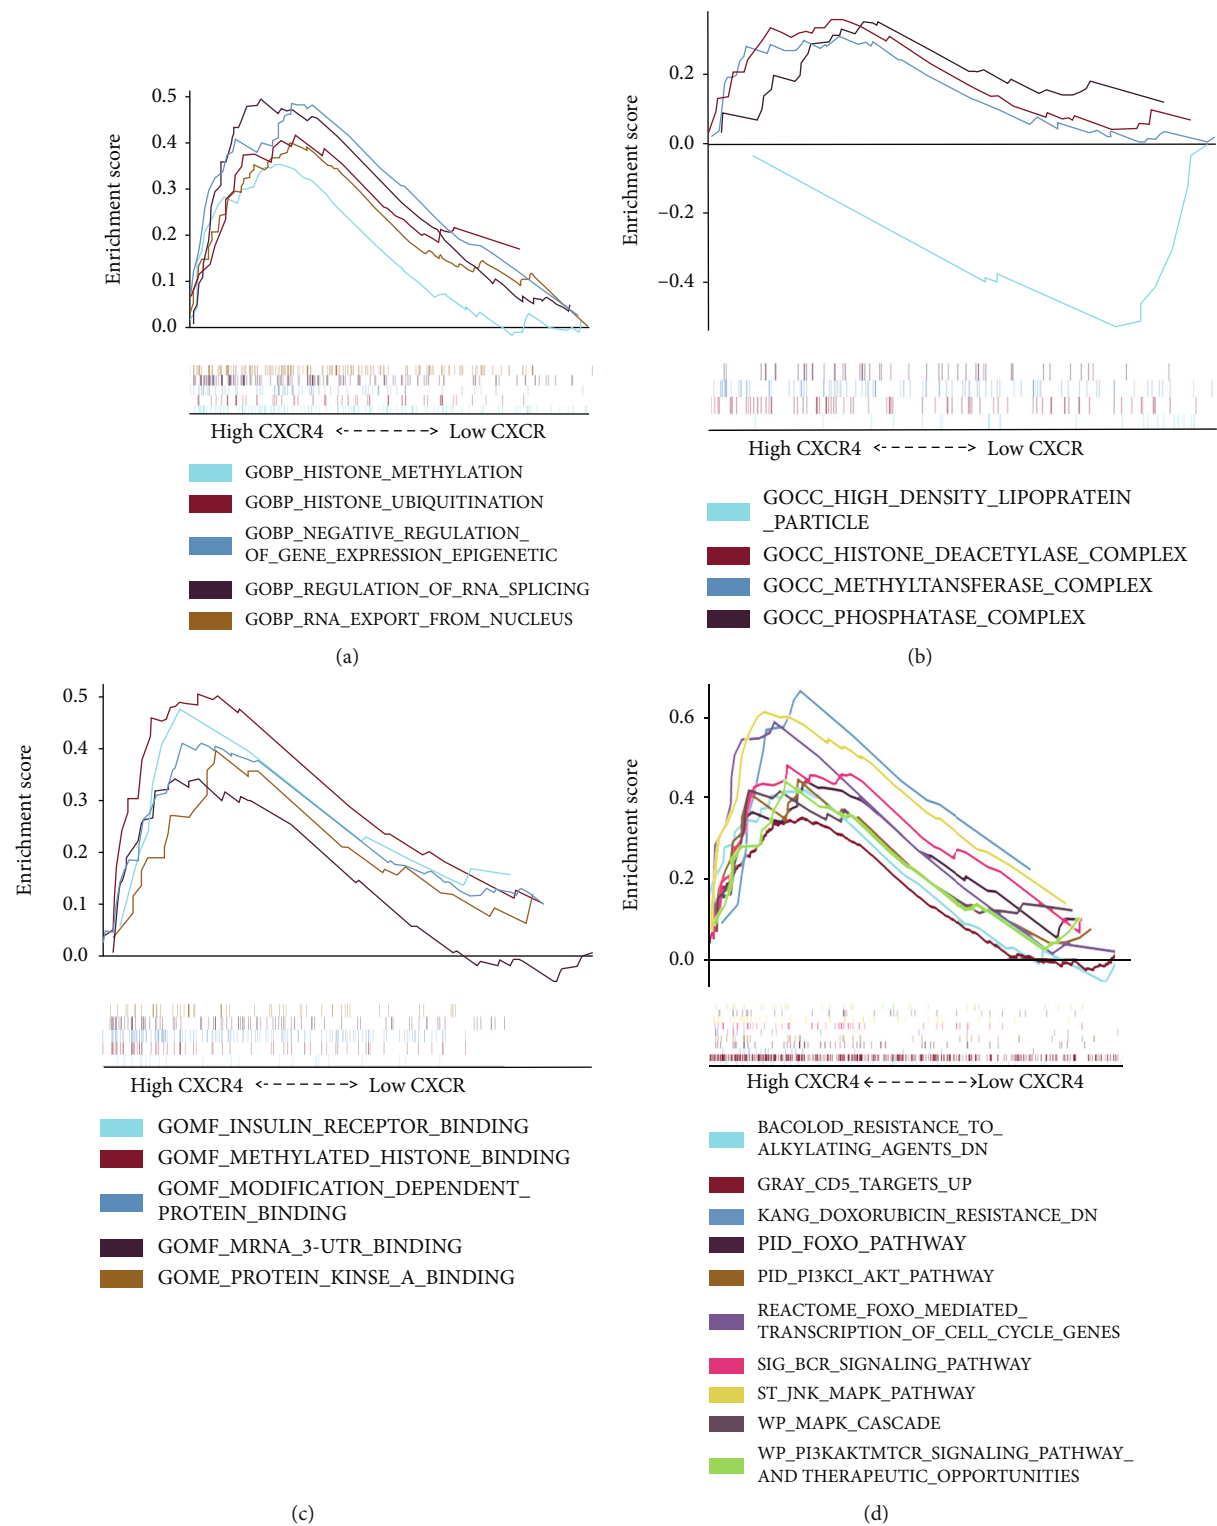 0.5
0.4
0.3
0.2
0.1
0.0
Enrichment score
High CXCR4 <--------> Low CXCR
GOBP_HISTONE_METHYLATION
GOBP_HISTONE_UBIQUITINATION
GOBP_NEGATIVE_REGULATION_
OF_GENE_EXPRESSION_EPIGENETIC
GOBP_REGULATION_OF_RNA_SPLICING
GOBP_RNA_EXPORT_FROM_NUCLEUS
(a)
0.2
0.0
−0.2
−0.4
Enrichment score
High CXCR4 <--------> Low CXCR
GOCC_HIGH_DENSITY_LIPOPRATEIN
_PARTICLE
GOCC_HISTONE_DEACETYLASE_COMPLEX
GOCC_METHYLTANSFERASE_COMPLEX
GOCC_PHOSPHATASE_COMPLEX
(b)
0.5
0.4
0.3
0.2
0.1
0.0
Enrichment score
High CXCR4 <--------> Low CXCR
GOMF_INSULIN_RECEPTOR_BINDING
GOMF_METHYLATED_HISTONE_BINDING
GOMF_MODIFICATION_DEPENDENT_
PROTEIN_BINDING
GOMF_MRNA_3-UTR_BINDING
GOME_PROTEIN_KINSE_A_BINDING
(c)
0.6
0.4
0.2
0.0
Enrichment score
High CXCR4 <--------> Low CXCR4
BACOLOD_RESISTANCE_TO_
ALKYLATING_AGENTS_DN
GRAY_CD5_TARGETS_UP
KANG_DOXORUBICIN_RESISTANCE_DN
PID_FOXO_PATHWAY
PID_PI3KCI_AKT_PATHWAY
REACTOME_FOXO_MEDIATED_
TRANSCRIPTION_OF_CELL_CYCLE_GENES
SIG_BCR_SIGNALING_PATHWAY
ST_JNK_MAPK_PATHWAY
WP_MAPK_CASCADE
WP_PI3KAKTMTCR_SIGNALING_PATHWAY_
AND THERAPEUTIC_OPPORTUNITIES
(d)